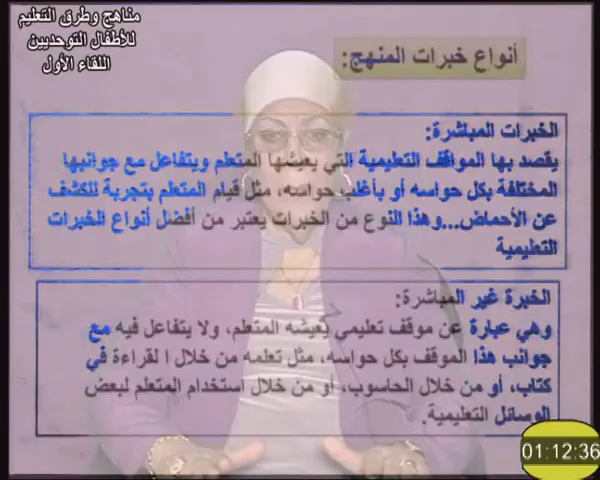 مناهج وطرق التعليم
للأطفال التوحديين
اللقاء الأول
أنواع خبرات المنهج:
الخبرات المباشرة:
يقصد بها المواقف التعليمية التي يعيشها المتعلم ويتفاعل مع جوانبها
المختلفة بكل حواسه أو بأغلب حواسه، مثل قيام المتعلم بتجربة للكشف
عن الأحماض...وهذا النوع من الخبرات يعتبر من أفضل أنواع الخبرات
التعليمية
الخبرة غير المباشرة:
وهي عبارة عن موقف تعليمي يعيشه المتعلم، ولا يتفاعل فيه مع
جوانب هذا الموقف بكل حواسه، مثل تعلمه من خلال ا لقراءة في
كتاب، أو من خلال الحاسوب، أو من خلال استخدام المتعلم لبعض
الوسائل التعليمية.
01:12:36